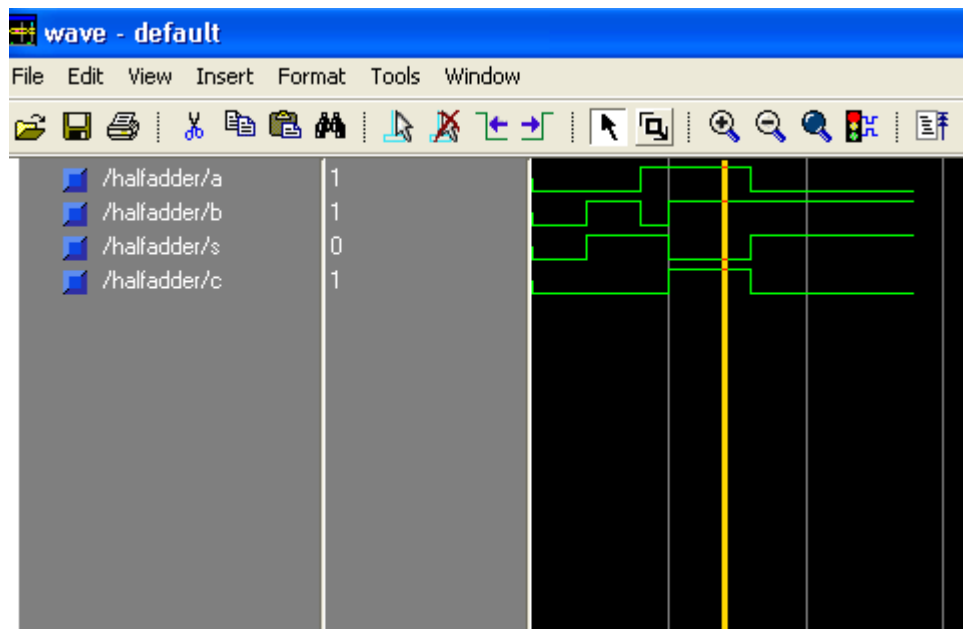 wave - default
File Edit View Insert Format Tools Window
/halfadder/a 1
/halfadder/b 1
/halfadder/s 0
/halfadder/c 1